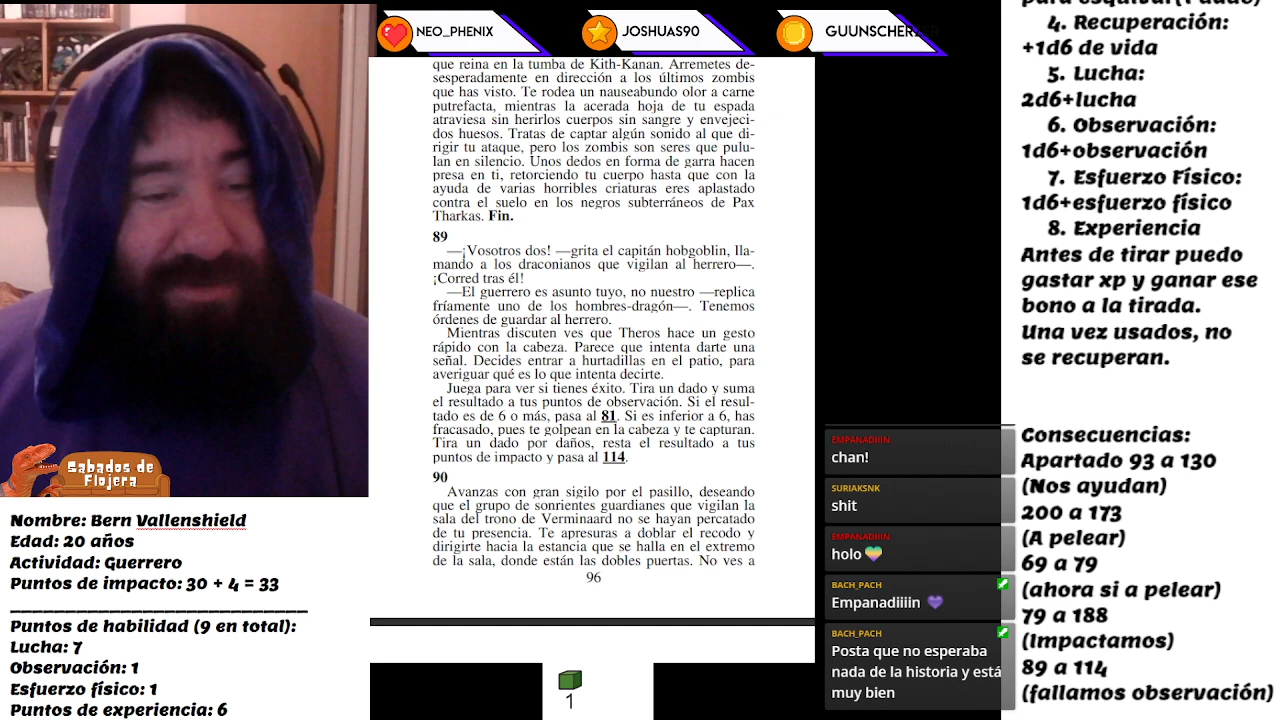 NEO_PHENIX
JOSHUAS90
GUUNSCHER
que reina en la tumba de Kith-Kanan. Arremetes de-
sesperadamente en dirección a los últimos zombis
que has visto. Te rodea un nauseabundo olor a carne
putrefacta, mientras la acerada hoja de tu espada
atraviesa sin herirlos cuerpos sin sangre y envejeci-
dos huesos. Tratas de captar algún sonido al que di-
rigir tu ataque, pero los zombis son seres que pulu-
lan en silencio. Unos dedos en forma de garra hacen
presa en ti, retorciendo tu cuerpo hasta que con la
ayuda de varias horribles criaturas eres aplastado
contra el suelo en los negros subterráneos de Pax
Tharkas. Fin.
89
—¡Vosotros dos! —grita el capitán hobgoblin, lla-
mando a los draconianos que vigilan al herrero—.
¡Corred tras él!
—El guerrero es asunto tuyo, no nuestro —replica
fríamente uno de los hombres-dragón—. Tenemos
órdenes de guardar al herrero.
Mientras discuten ves que Theros hace un gesto
rápido con la cabeza. Parece que intenta darte una
señal. Decides entrar a hurtadillas en el patio, para
averiguar qué es lo que intenta decirte.
Juega para ver si tienes éxito. Tira un dado y suma
el resultado a tus puntos de observación. Si el resul-
tado es de 6 o más, pasa al 81. Si es inferior a 6, has
fracasado, pues te golpean en la cabeza y te capturan.
Tira un dado por daños, resta el resultado a tus
puntos de impacto y pasa al 114.
90
Avanzas con gran sigilo por el pasillo, deseando
que el grupo de sonrientes guardianes que vigilan la
sala del trono de Verminaard no se hayan percatado
de tu presencia. Te apresuras a doblar el recodo y
dirigirte hacia la estancia que se halla en el extremo
de la sala, donde están las dobles puertas. No ves a
96
1
Sabados de
Flojera
Nombre: Bern Vallenshield
Edad: 20 años
Actividad: Guerrero
Puntos de impacto: 30 + 4 = 33
Puntos de habilidad (9 en total):
Lucha: 7
Observación: 1
Esfuerzo físico: 1
Puntos de experiencia: 6
EMPANADIIIN
chan!
SURIAKSNK
shit
EMPANADIIIN
holo
BACH_PACH
Empanadiiiin 💜
BACH_PACH
Posta que no esperaba
nada de la historia y está
muy bien
para esquivar(1 dado)
4. Recuperación:
+1d6 de vida
5. Lucha:
2d6+lucha
6. Observación:
1d6+observación
7. Esfuerzo Físico:
1d6+esfuerzo físico
8. Experiencia
Antes de tirar puedo
gastar xp y ganar ese
bono a la tirada.
Una vez usados, no
se recuperan.
Consecuencias:
Apartado 93 a 130
(Nos ayudan)
200 a 173
(A pelear)
69 a 79
(ahora si a pelear)
79 a 188
(Impactamos)
89 a 114
(fallamos observación)